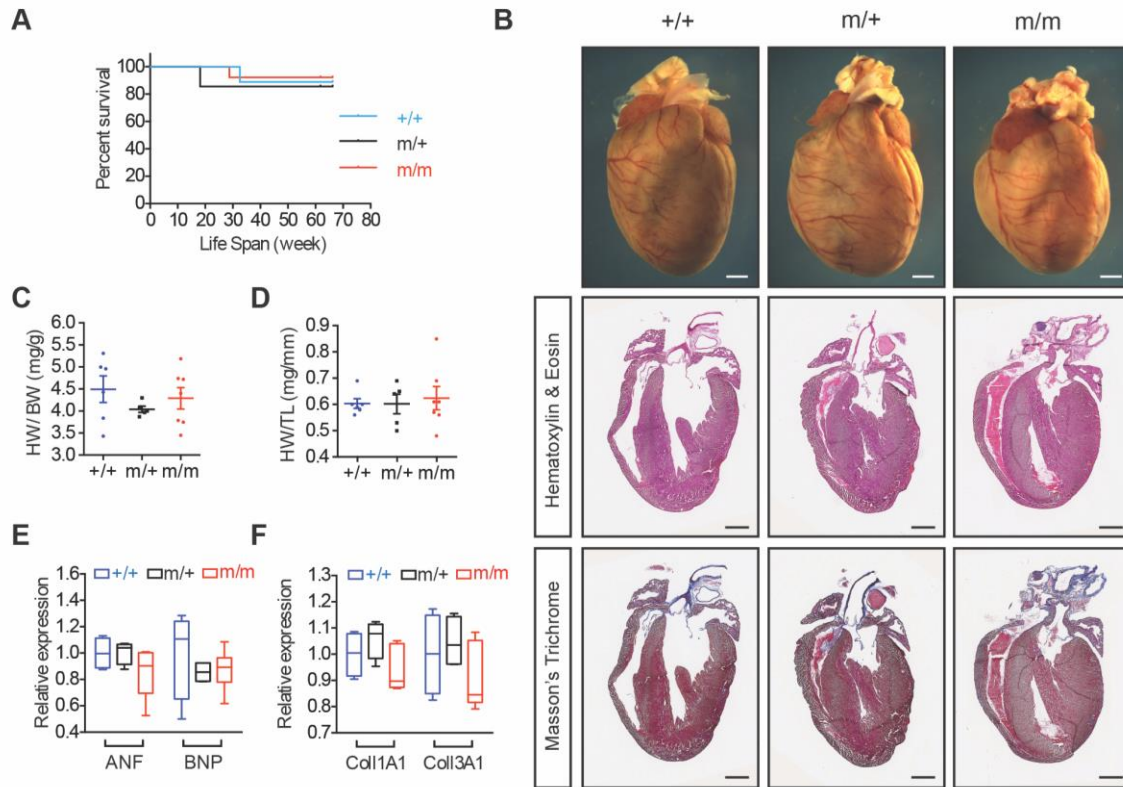 A
Percent survival
100
80
60
40
20
0
0 10 20 30 40 50 60 70 80
Life Span (week)
+/+
m/+
m/m
B
+/+ m/+ m/m
Hematoxylin & Eosin
Masson's Trichrome
C
HW/BW (mg/g)
5.5
5.0
4.5
4.0
3.5
3.0
+/+ m/+ m/m
D
HW/TL (mg/mm)
0.9
0.8
0.7
0.6
0.5
0.4
+/+ m/+ m/m
E
+/+ m/+ m/m
Relative expression
1.6
1.4
1.2
1.0
0.8
0.6
0.4
ANF BNP
F
+/+ m/+ m/m
Relative expression
1.3
1.2
1.1
1.0
0.9
0.8
0.7
Coll1A1 Coll3A1